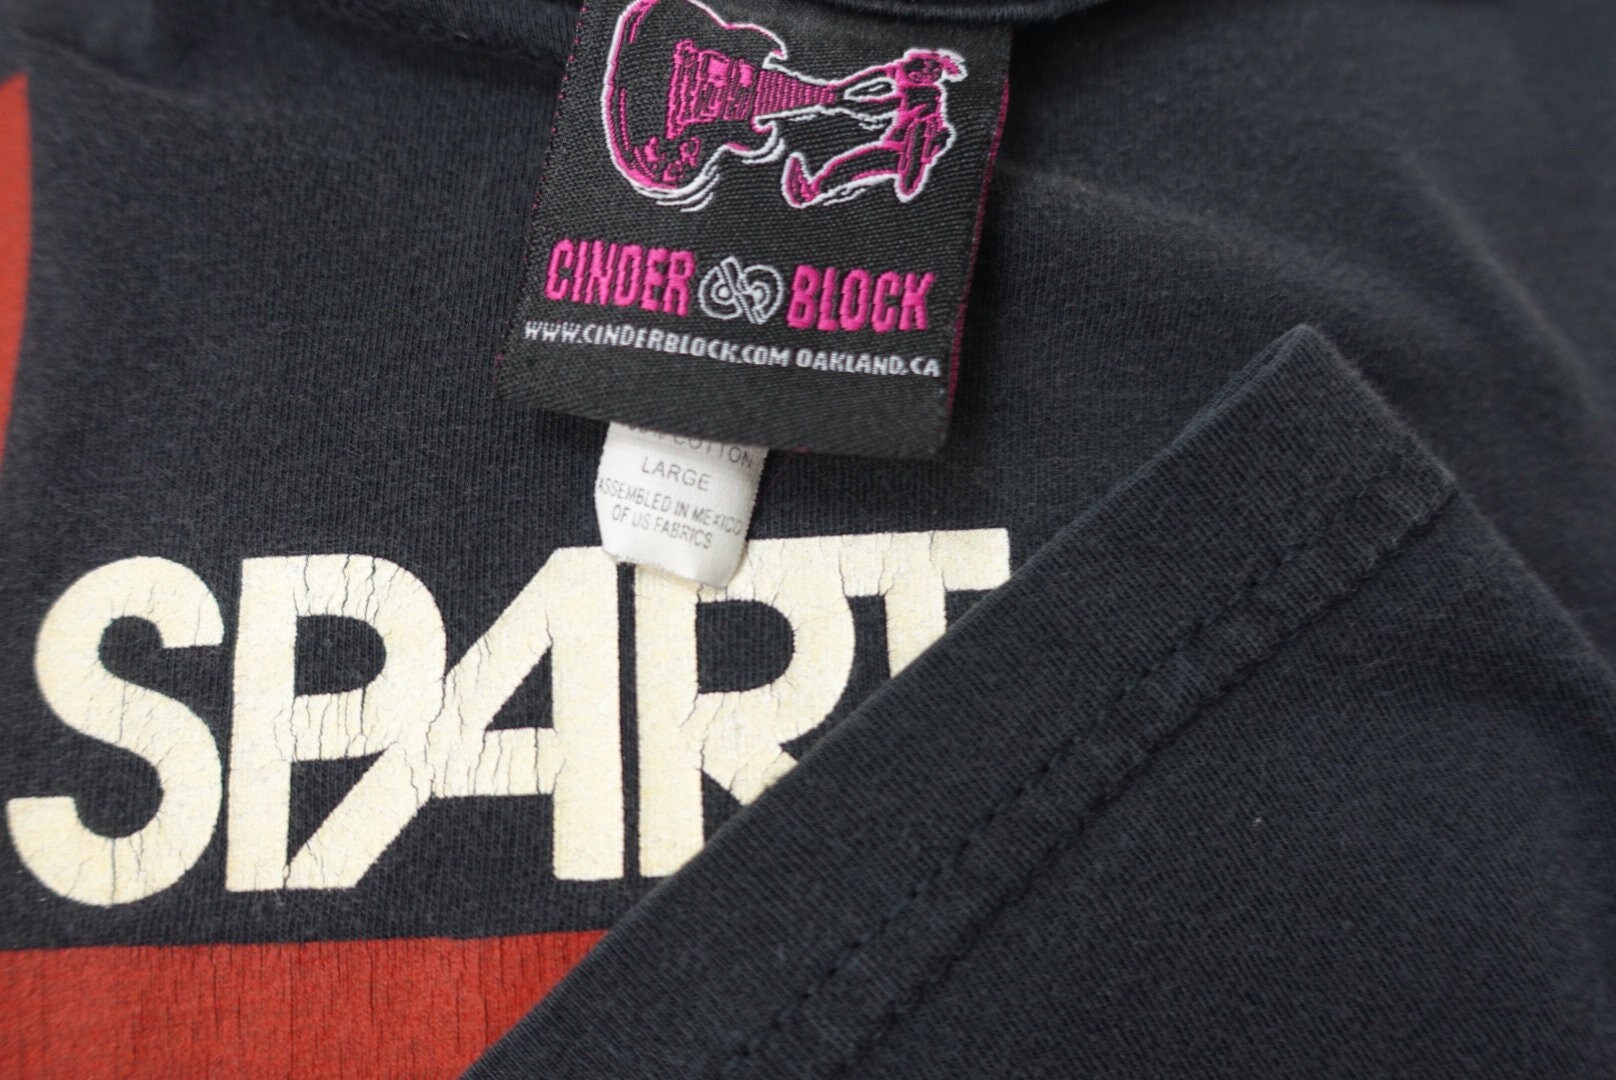 CINDER BLOCK
WWW.CINDERBLOCK.COM OAKLAND, CA
COTTON
LARGE
ASSEMBLED IN MEXICO
OF US FABRICS
SPART